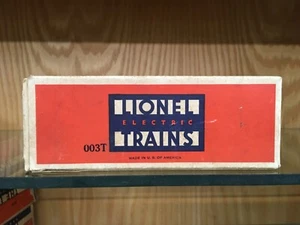 LIONEL
ELECTRIC
TRAINS
003T
MADE IN U.S. OF AMERICA